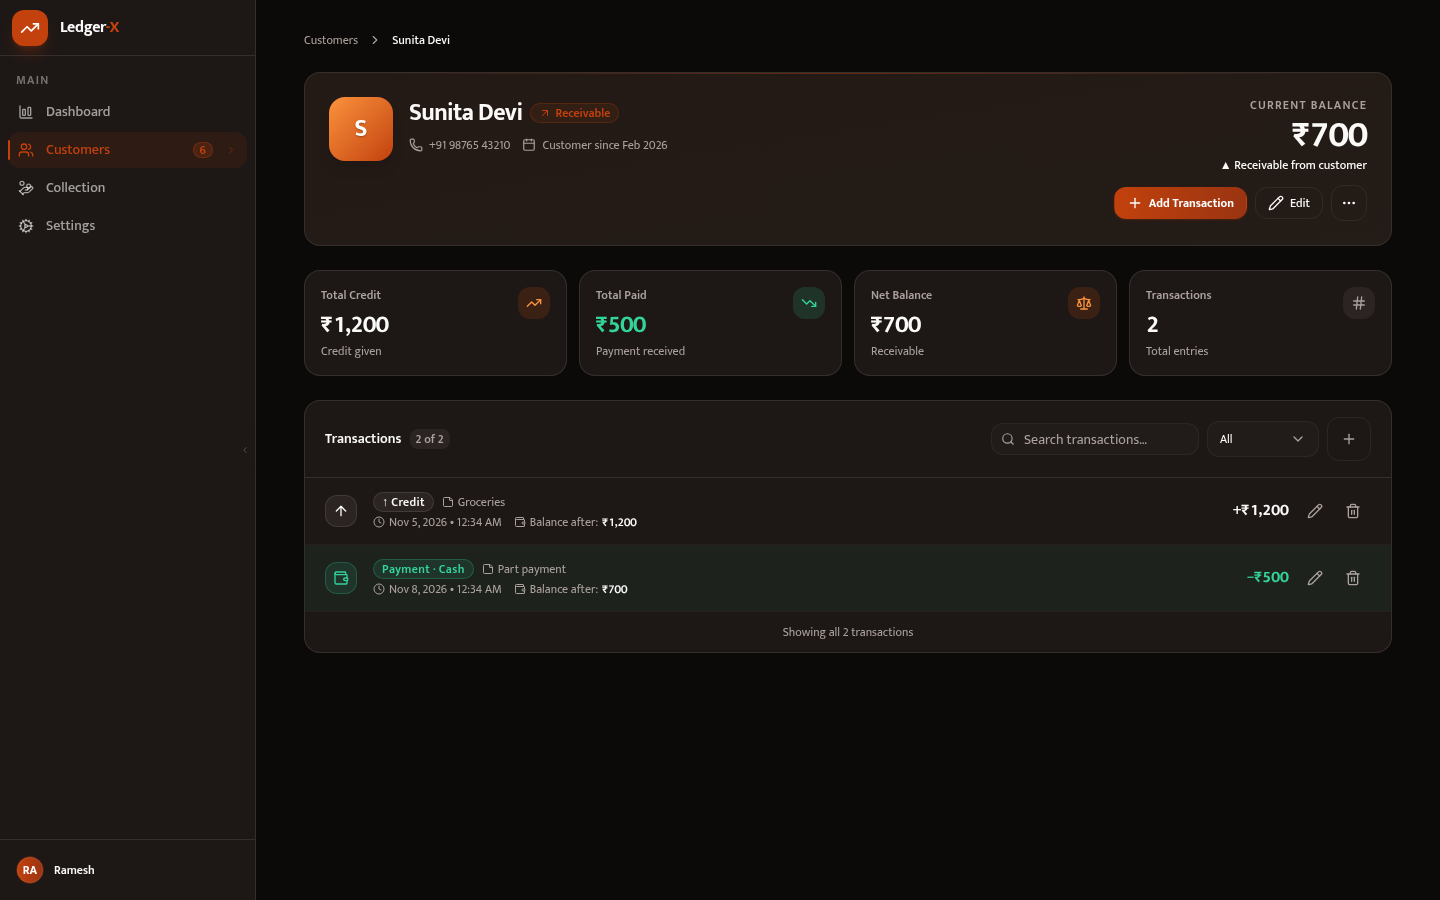 Ledger-X
MAIN
Dashboard
Customers 6
Collection
Settings
RA Ramesh
Customers > Sunita Devi
S
Sunita Devi Receivable
+91 98765 43210 Customer since Feb 2026
CURRENT BALANCE
₹700
▲ Receivable from customer
+ Add Transaction Edit ...
Total Credit
₹1,200
Credit given
Total Paid
₹500
Payment received
Net Balance
₹700
Receivable
Transactions
2
Total entries
Transactions 2 of 2
Search transactions... All
↑ Credit Groceries
Nov 5, 2026 • 12:34 AM Balance after: ₹1,200
+₹1,200
Payment · Cash Part payment
Nov 8, 2026 • 12:34 AM Balance after: ₹700
−₹500
Showing all 2 transactions